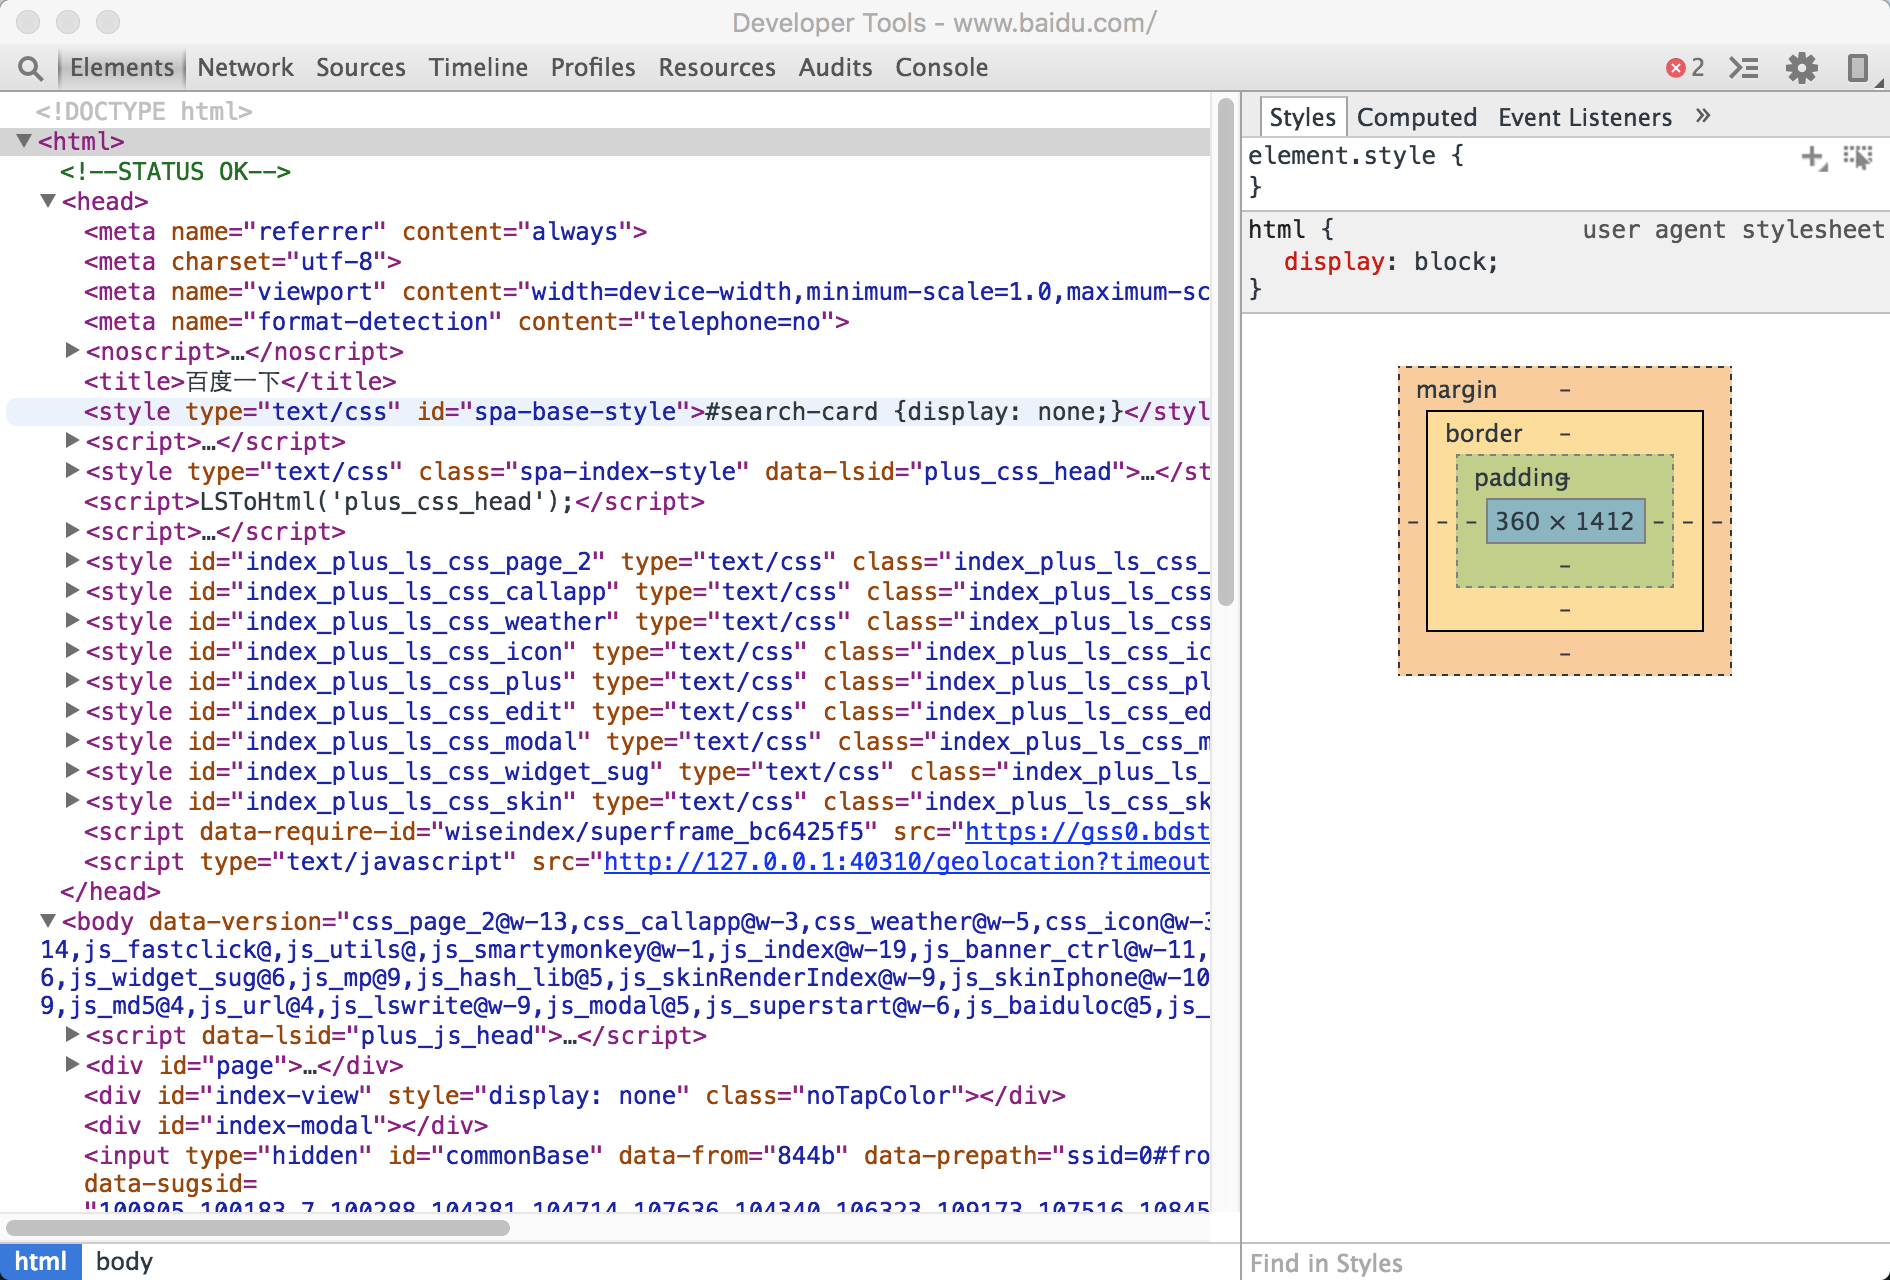 Developer Tools - www.baidu.com/
Elements Network Sources Timeline Profiles Resources Audits Console 2
<!DOCTYPE html>
<html>
<!--STATUS OK-->
<head>
<meta name="referrer" content="always">
<meta charset="utf-8">
<meta name="viewport" content="width=device-width,minimum-scale=1.0,maximum-sc
<meta name="format-detection" content="telephone=no">
<noscript>…</noscript>
<title>百度一下</title>
<style type="text/css" id="spa-base-style">#search-card {display: none;}</styl
<script>…</script>
<style type="text/css" class="spa-index-style" data-lsid="plus_css_head">…</st
<script>LSToHtml('plus_css_head');</script>
<script>…</script>
<style id="index_plus_ls_css_page_2" type="text/css" class="index_plus_ls_css_
<style id="index_plus_ls_css_callapp" type="text/css" class="index_plus_ls_css
<style id="index_plus_ls_css_weather" type="text/css" class="index_plus_ls_css
<style id="index_plus_ls_css_icon" type="text/css" class="index_plus_ls_css_ic
<style id="index_plus_ls_css_plus" type="text/css" class="index_plus_ls_css_pl
<style id="index_plus_ls_css_edit" type="text/css" class="index_plus_ls_css_ed
<style id="index_plus_ls_css_modal" type="text/css" class="index_plus_ls_css_m
<style id="index_plus_ls_css_widget_sug" type="text/css" class="index_plus_ls_
<style id="index_plus_ls_css_skin" type="text/css" class="index_plus_ls_css_sk
<script data-require-id="wiseindex/superframe_bc6425f5" src="https://gss0.bdst
<script type="text/javascript" src="http://127.0.0.1:40310/geolocation?timeout
</head>
<body data-version="css_page_2@w-13,css_callapp@w-3,css_weather@w-5,css_icon@w-3
14,js_fastclick@,js_utils@,js_smartymonkey@w-1,js_index@w-19,js_banner_ctrl@w-11,
6,js_widget_sug@6,js_mp@9,js_hash_lib@5,js_skinRenderIndex@w-9,js_skinIphone@w-10
9,js_md5@4,js_url@4,js_lswrite@w-9,js_modal@5,js_superstart@w-6,js_baiduloc@5,js_
<script data-lsid="plus_js_head">…</script>
<div id="page">…</div>
<div id="index-view" style="display: none" class="noTapColor"></div>
<div id="index-modal"></div>
<input type="hidden" id="commonBase" data-from="844b" data-prepath="ssid=0#fro
data-sugsid=
"100805 100183 7 100288 104381 104714 107636 104340 106323 109173 107516 10845
html body
Styles Computed Event Listeners »
element.style {
}
html { user agent stylesheet
display: block;
}
margin –
border –
padding –
– – – 360 × 1412 – – –
–
–
–
Find in Styles